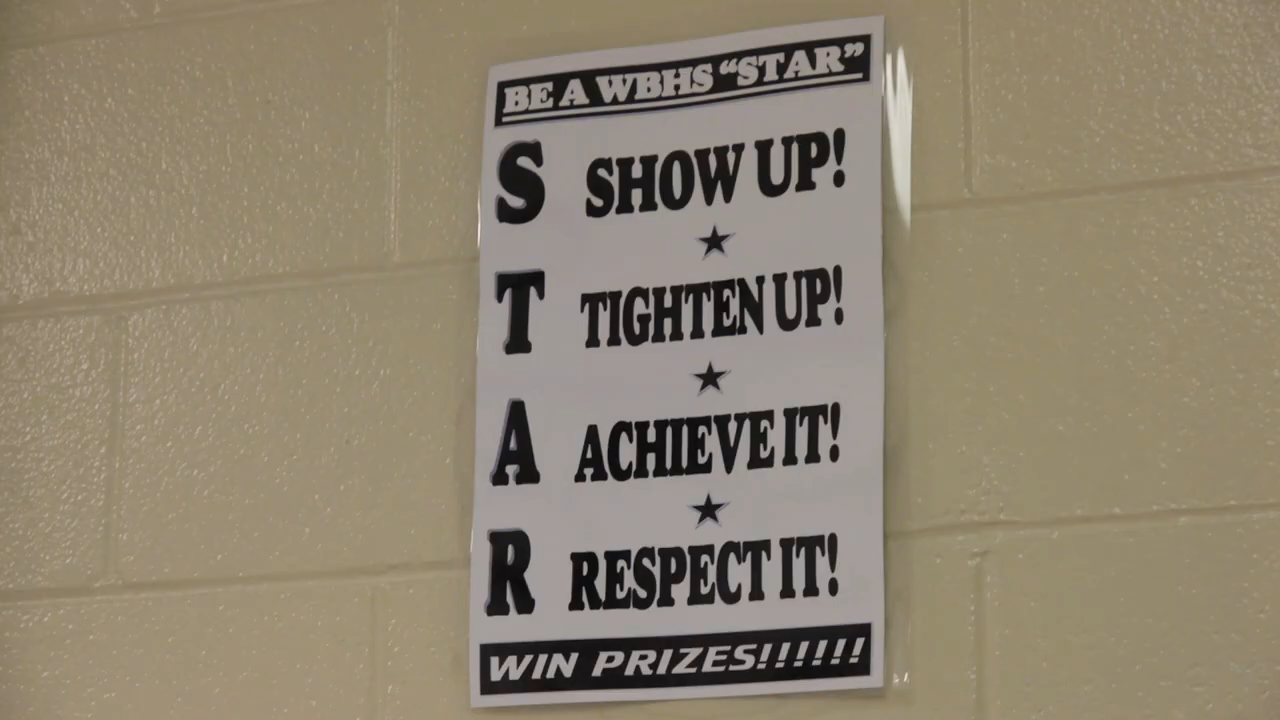 BE A WBHS “STAR”
S SHOW UP!
T TIGHTEN UP!
A ACHIEVE IT!
R RESPECT IT!
WIN PRIZES!!!!!!